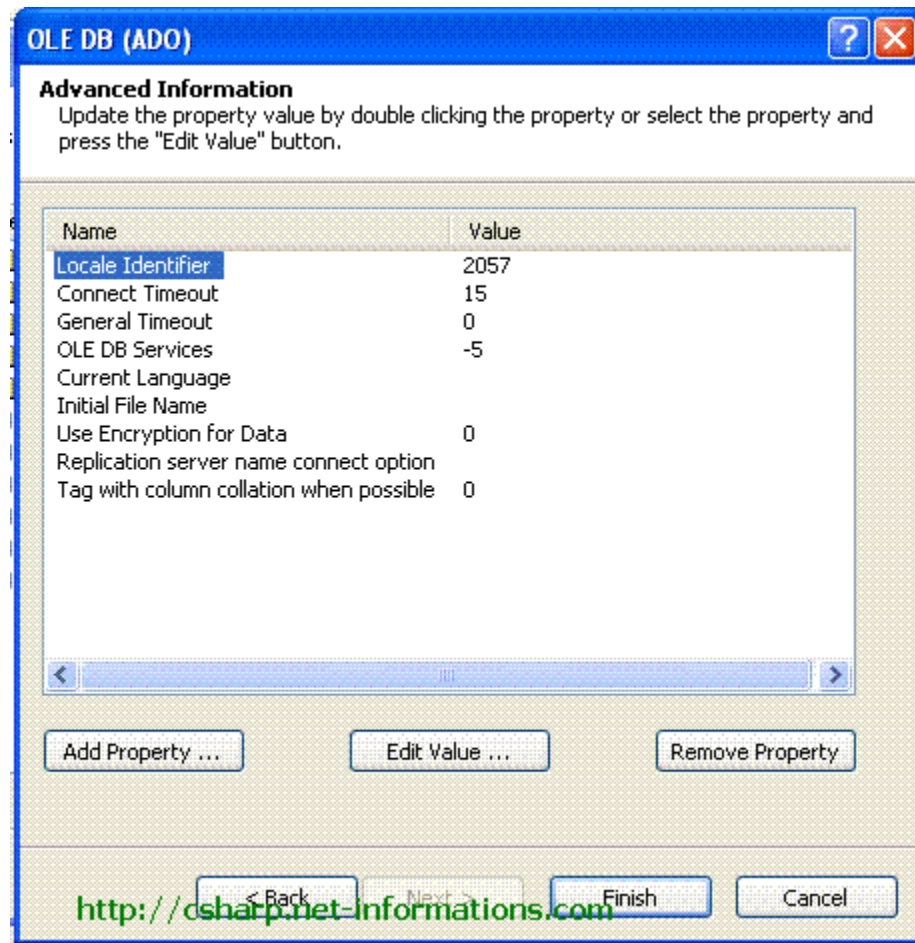 OLE DB (ADO)
Advanced Information
Update the property value by double clicking the property or select the property and
press the "Edit Value" button.
Name Value
Locale Identifier 2057
Connect Timeout 15
General Timeout 0
OLE DB Services -5
Current Language
Initial File Name
Use Encryption for Data 0
Replication server name connect option
Tag with column collation when possible 0
Add Property ... Edit Value ... Remove Property
< Back Next > Finish Cancel
http://csharp.net-informations.com